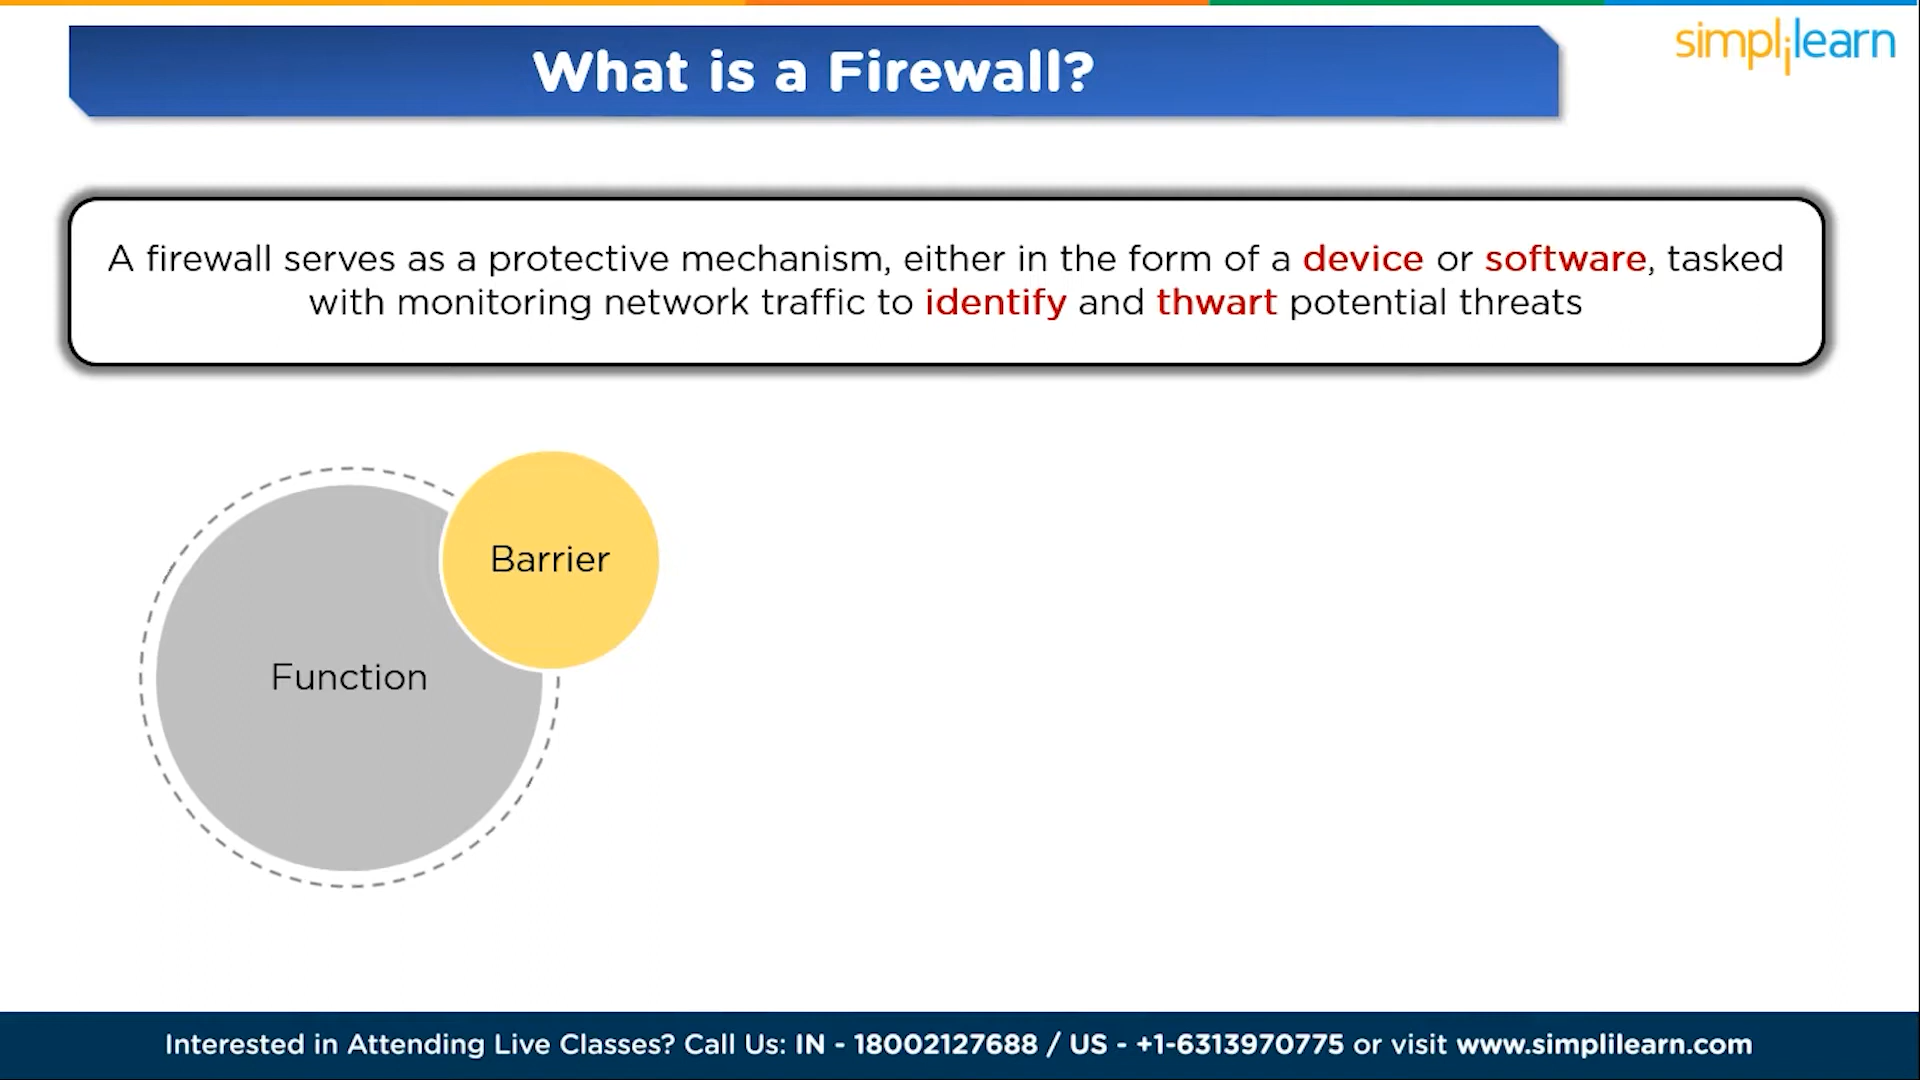 What is a Firewall?
simplilearn
A firewall serves as a protective mechanism, either in the form of a device or software, tasked
with monitoring network traffic to identify and thwart potential threats
Barrier
Function
Interested in Attending Live Classes? Call Us: IN - 18002127688 / US - +1-6313970775 or visit www.simplilearn.com